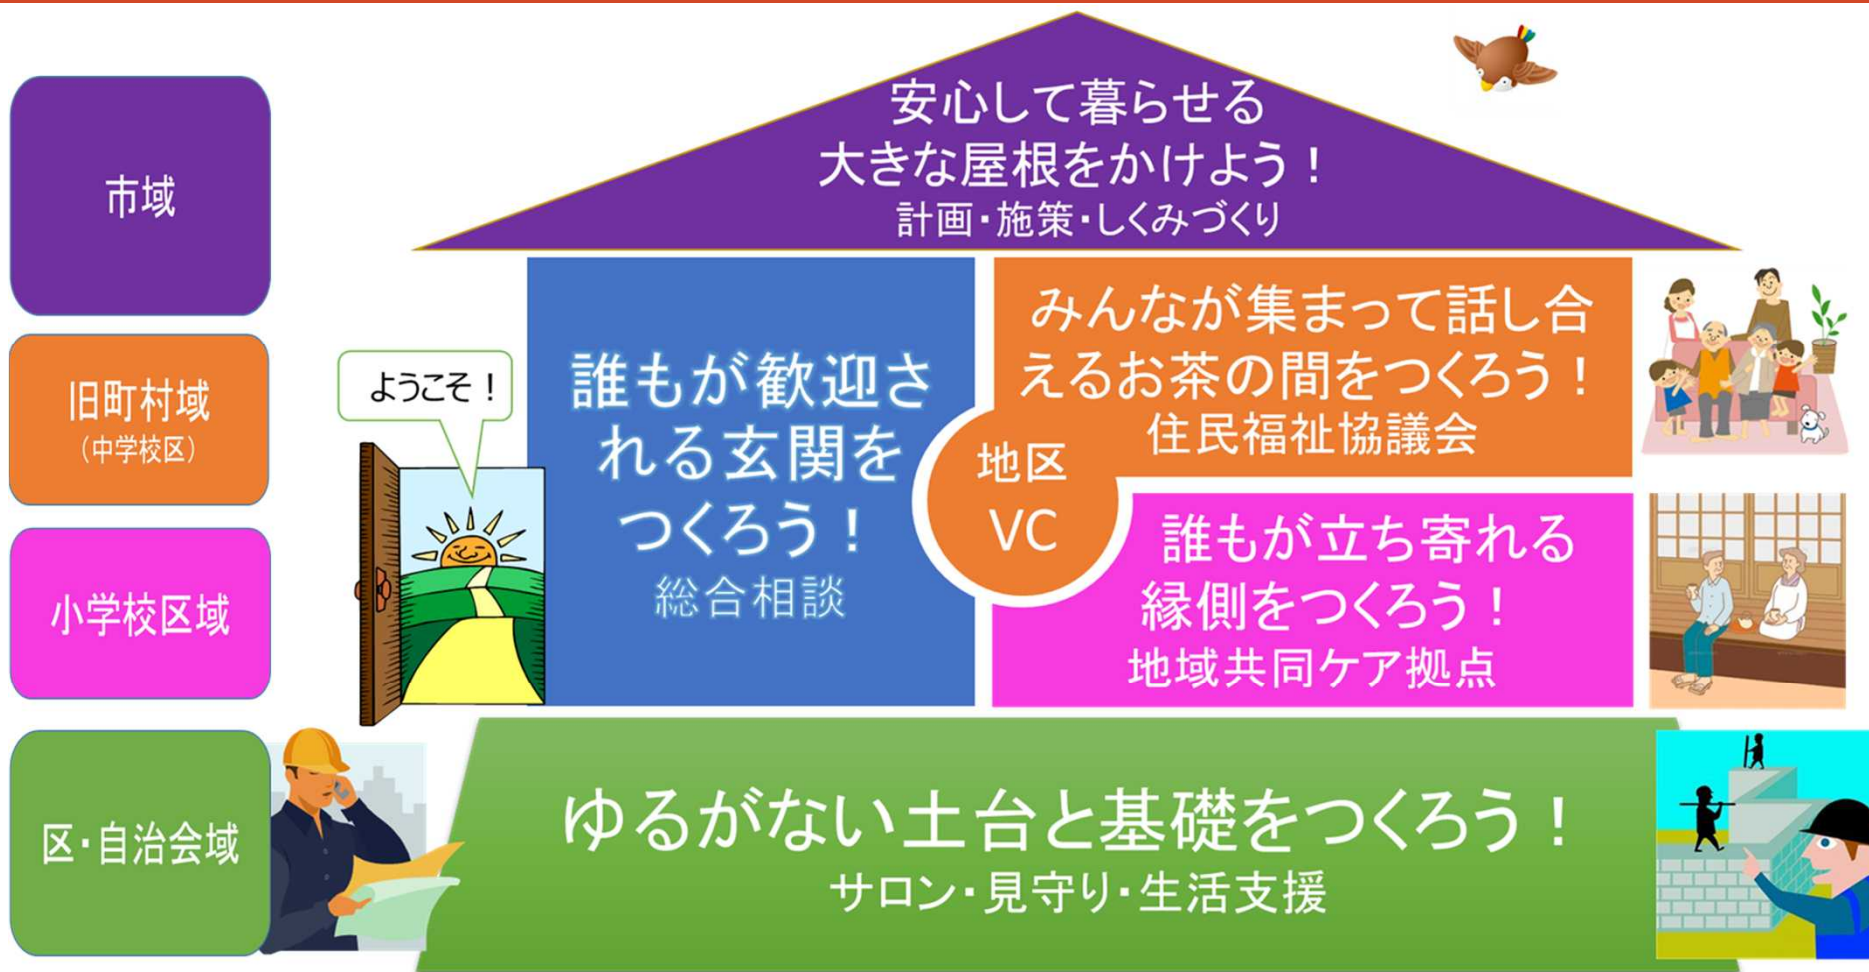 安心して暮らせる
大きな屋根をかけよう！
計画・施策・しくみづくり
市域
旧町村域
（中学校区）
小学校区域
区・自治会域
ようこそ！
誰もが歓迎さ
れる玄関を
つくろう！
総合相談
みんなが集まって話し合
えるお茶の間をつくろう！
住民福祉協議会
地区
VC
誰もが立ち寄れる
縁側をつくろう！
地域共同ケア拠点
ゆるがない土台と基礎をつくろう！
サロン・見守り・生活支援